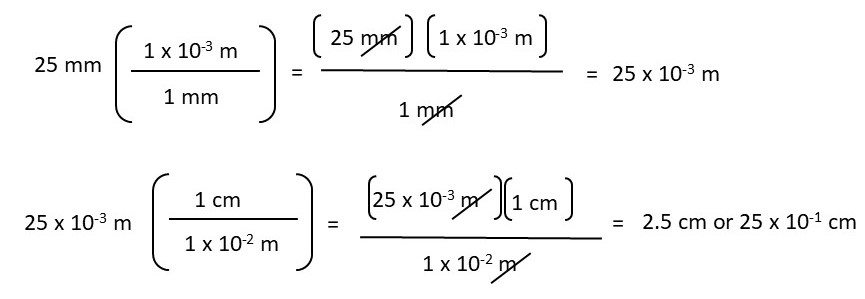 25 mm ( 1 x 10⁻³ m / 1 mm ) = (25 mm) (1 x 10⁻³ m) / 1 mm = 25 x 10⁻³ m
25 x 10⁻³ m ( 1 cm / 1 x 10⁻² m ) = (25 x 10⁻³ m)(1 cm) / 1 x 10⁻² m = 2.5 cm or 25 x 10⁻¹ cm